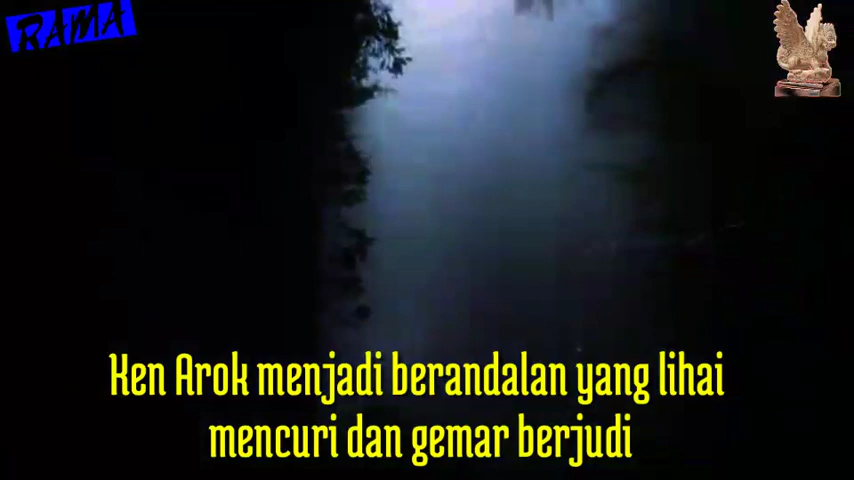 RAMA
Ken Arok menjadi berandalan yang lihai
mencuri dan gemar berjudi